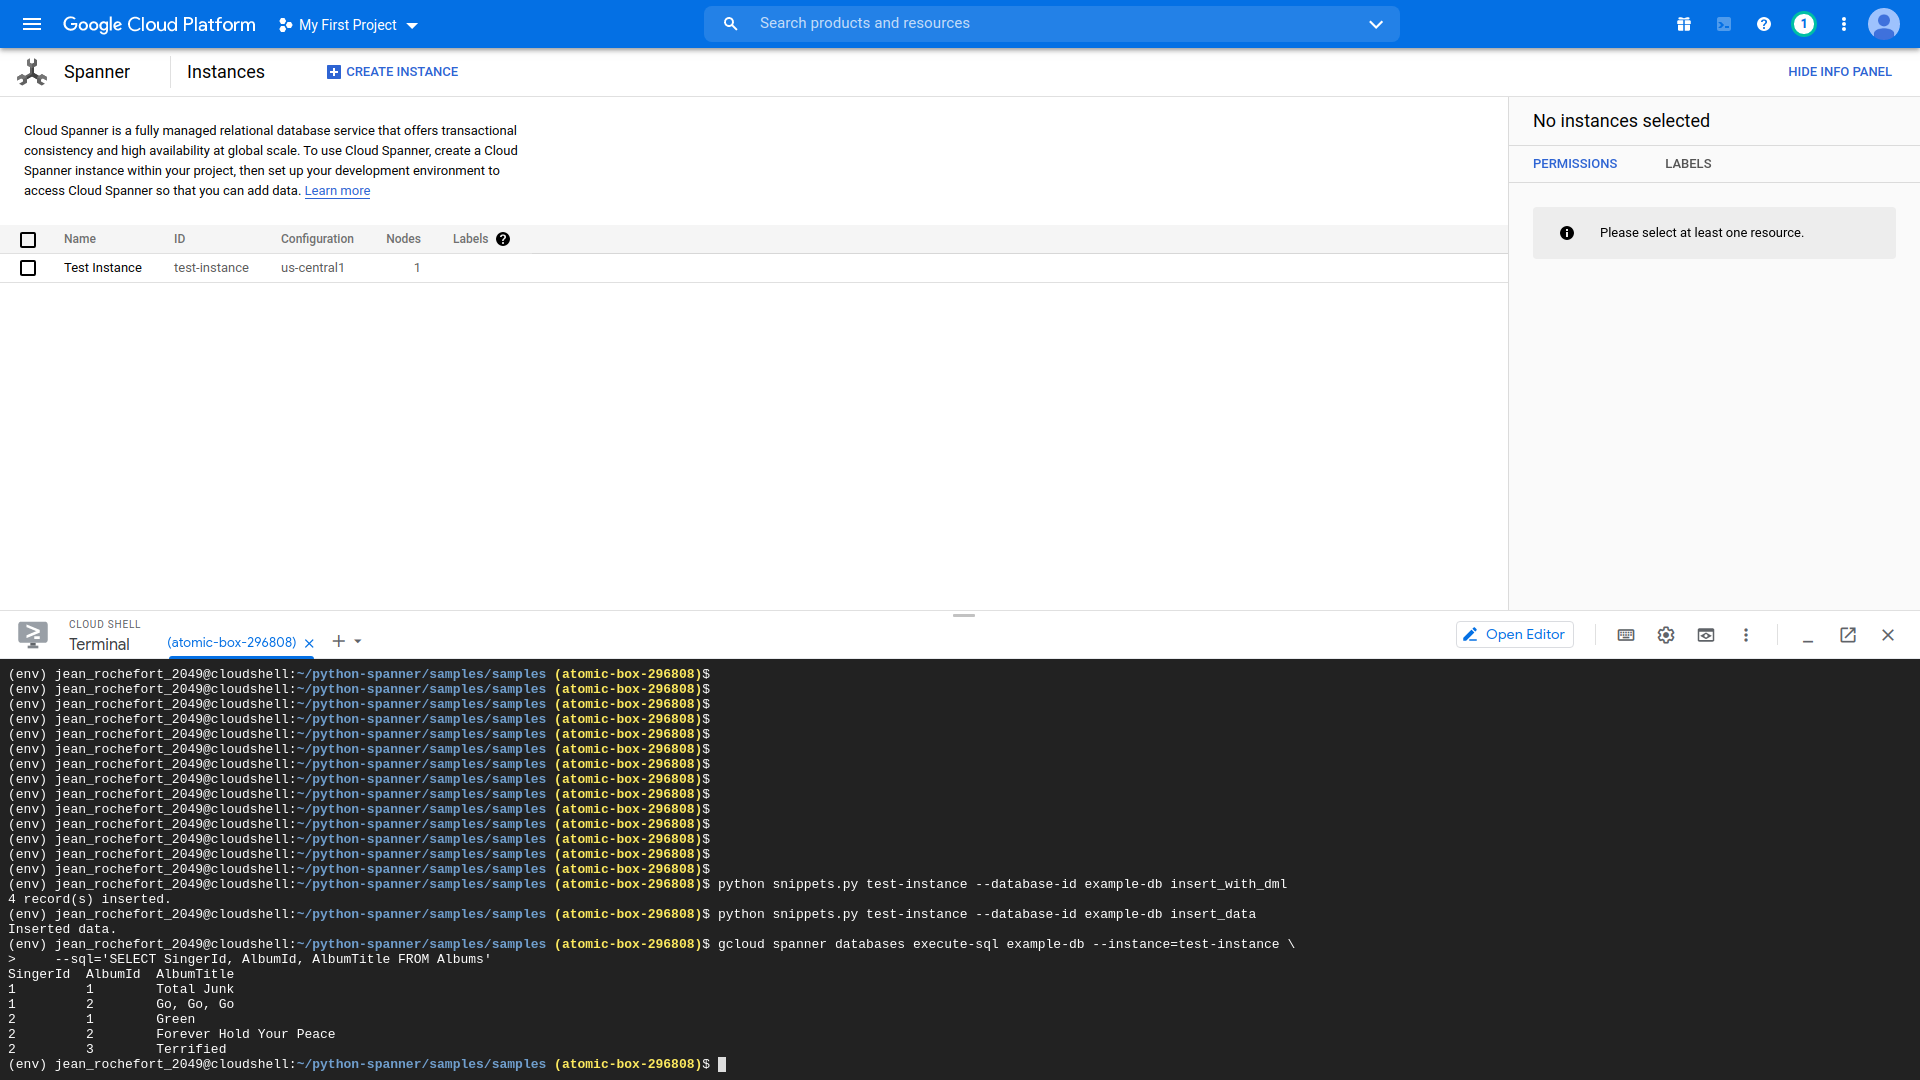 Google Cloud Platform
My First Project
Search products and resources
1
Spanner
Instances
CREATE INSTANCE
HIDE INFO PANEL
Cloud Spanner is a fully managed relational database service that offers transactional
consistency and high availability at global scale. To use Cloud Spanner, create a Cloud
Spanner instance within your project, then set up your development environment to
access Cloud Spanner so that you can add data. Learn more
Name ID Configuration Nodes Labels
Test Instance test-instance us-central1 1
No instances selected
PERMISSIONS LABELS
Please select at least one resource.
CLOUD SHELL
Terminal
(atomic-box-296808)
Open Editor
(env) jean_rochefort_2049@cloudshell:~/python-spanner/samples/samples (atomic-box-296808)$
(env) jean_rochefort_2049@cloudshell:~/python-spanner/samples/samples (atomic-box-296808)$
(env) jean_rochefort_2049@cloudshell:~/python-spanner/samples/samples (atomic-box-296808)$
(env) jean_rochefort_2049@cloudshell:~/python-spanner/samples/samples (atomic-box-296808)$
(env) jean_rochefort_2049@cloudshell:~/python-spanner/samples/samples (atomic-box-296808)$
(env) jean_rochefort_2049@cloudshell:~/python-spanner/samples/samples (atomic-box-296808)$
(env) jean_rochefort_2049@cloudshell:~/python-spanner/samples/samples (atomic-box-296808)$
(env) jean_rochefort_2049@cloudshell:~/python-spanner/samples/samples (atomic-box-296808)$
(env) jean_rochefort_2049@cloudshell:~/python-spanner/samples/samples (atomic-box-296808)$
(env) jean_rochefort_2049@cloudshell:~/python-spanner/samples/samples (atomic-box-296808)$
(env) jean_rochefort_2049@cloudshell:~/python-spanner/samples/samples (atomic-box-296808)$
(env) jean_rochefort_2049@cloudshell:~/python-spanner/samples/samples (atomic-box-296808)$
(env) jean_rochefort_2049@cloudshell:~/python-spanner/samples/samples (atomic-box-296808)$
(env) jean_rochefort_2049@cloudshell:~/python-spanner/samples/samples (atomic-box-296808)$
(env) jean_rochefort_2049@cloudshell:~/python-spanner/samples/samples (atomic-box-296808)$ python snippets.py test-instance --database-id example-db insert_with_dml
4 record(s) inserted.
(env) jean_rochefort_2049@cloudshell:~/python-spanner/samples/samples (atomic-box-296808)$ python snippets.py test-instance --database-id example-db insert_data
Inserted data.
(env) jean_rochefort_2049@cloudshell:~/python-spanner/samples/samples (atomic-box-296808)$ gcloud spanner databases execute-sql example-db --instance=test-instance \
>     --sql='SELECT SingerId, AlbumId, AlbumTitle FROM Albums'
SingerId  AlbumId  AlbumTitle
1         1        Total Junk
1         2        Go, Go, Go
2         1        Green
2         2        Forever Hold Your Peace
2         3        Terrified
(env) jean_rochefort_2049@cloudshell:~/python-spanner/samples/samples (atomic-box-296808)$